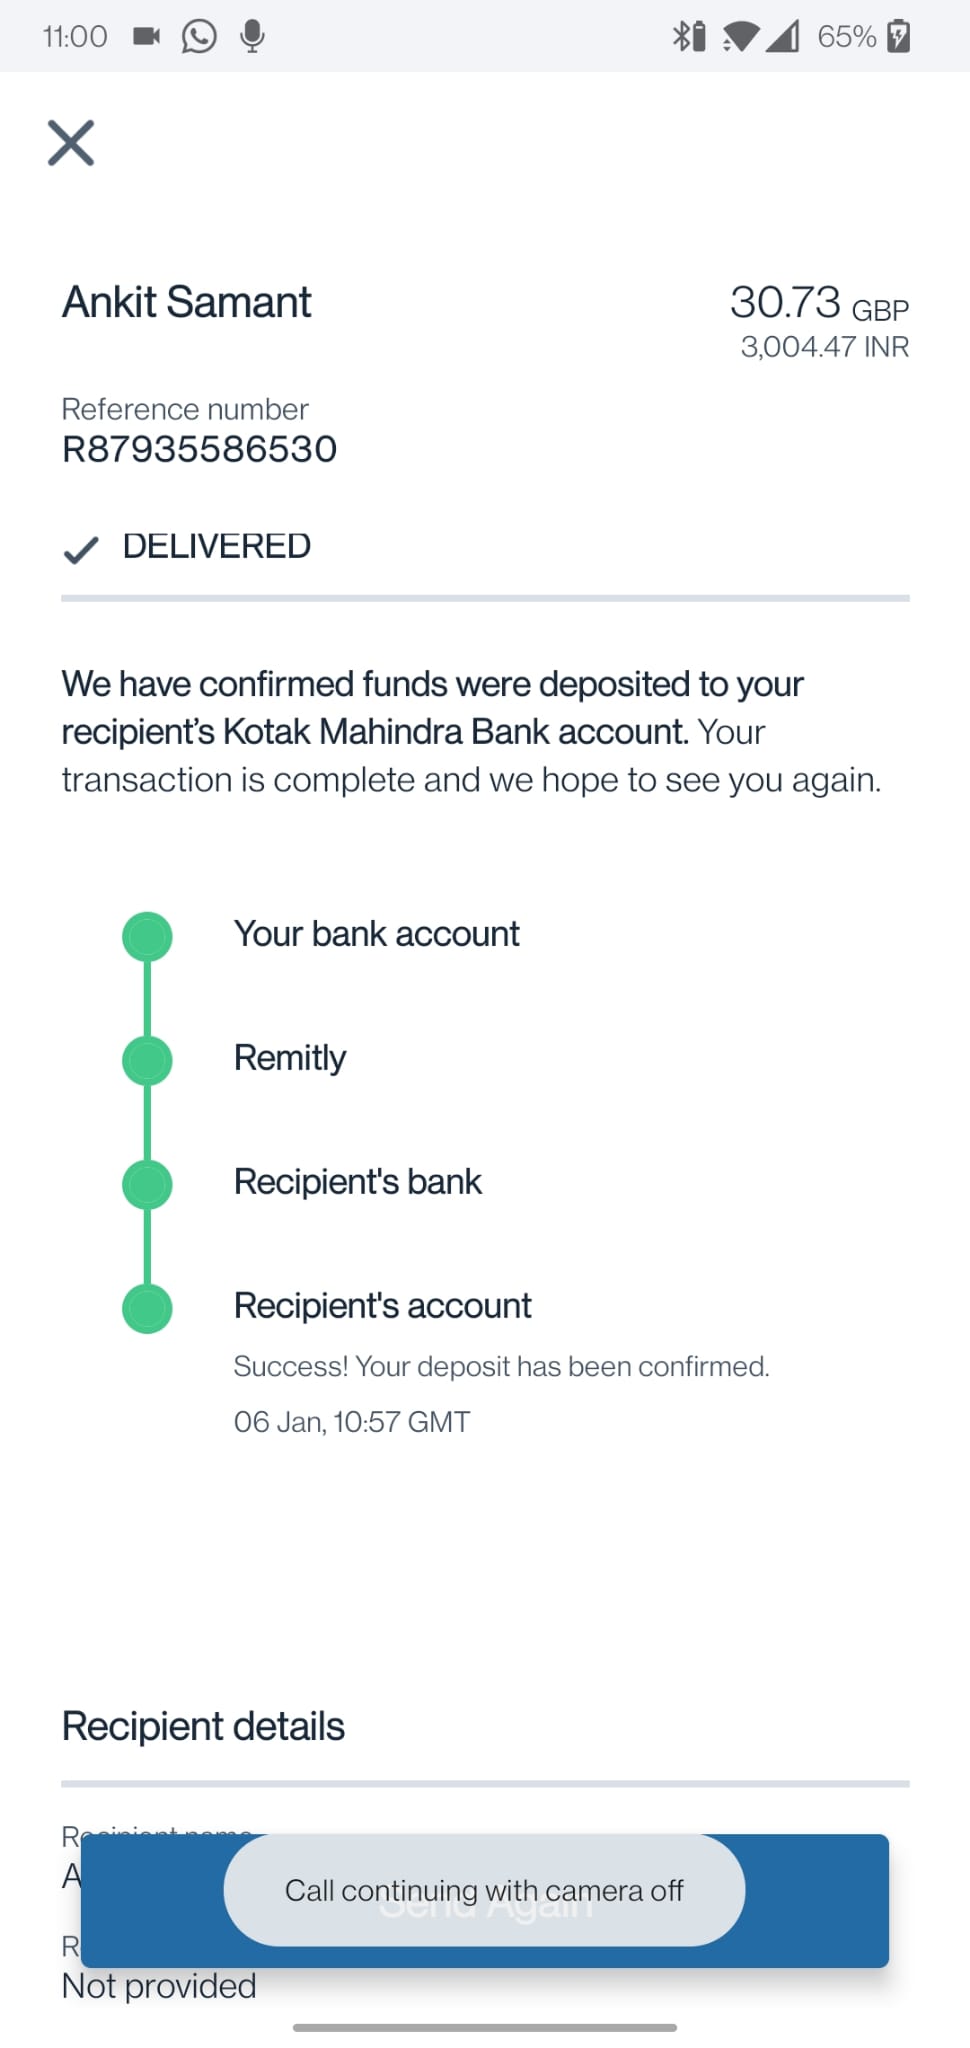 11:00
65%
Ankit Samant
30.73 GBP
3,004.47 INR
Reference number
R87935586530
DELIVERED
We have confirmed funds were deposited to your
recipient's Kotak Mahindra Bank account. Your
transaction is complete and we hope to see you again.
Your bank account
Remitly
Recipient's bank
Recipient's account
Success! Your deposit has been confirmed.
06 Jan, 10:57 GMT
Recipient details
Recipient name
A
Call continuing with camera off
Send Again
R
Not provided